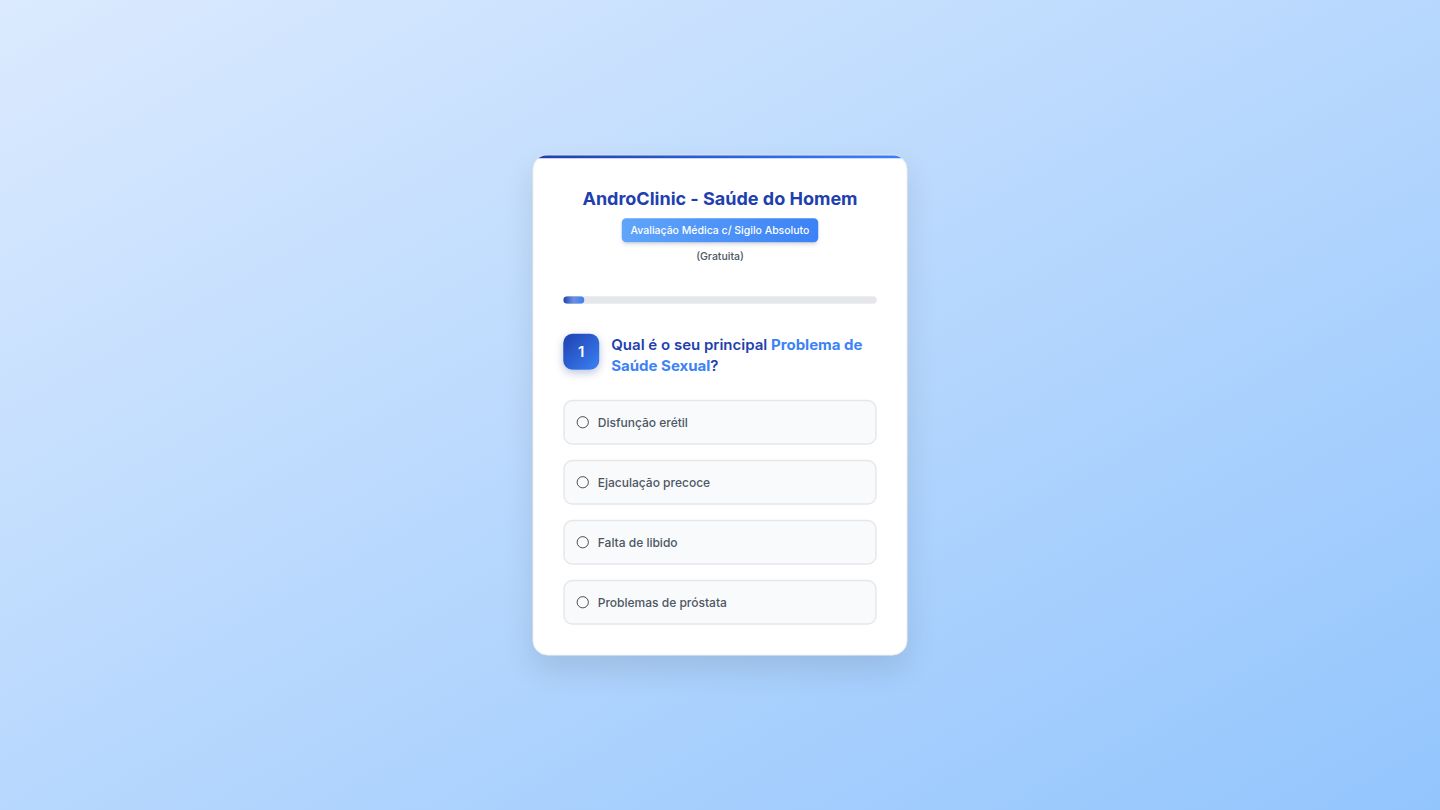 AndroClinic - Saúde do Homem
Avaliação Médica c/ Sigilo Absoluto
(Gratuita)
1
Qual é o seu principal Problema de
Saúde Sexual?
Disfunção erétil
Ejaculação precoce
Falta de libido
Problemas de próstata